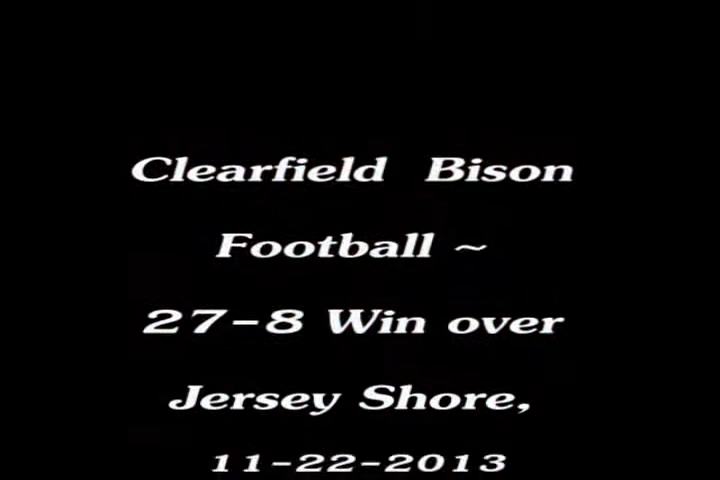 Clearfield Bison
Football ~
27-8 Win over
Jersey Shore,
11-22-2013